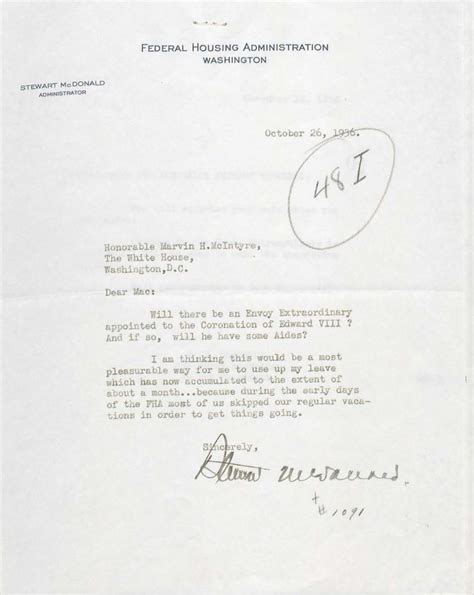 FEDERAL HOUSING ADMINISTRATION
WASHINGTON
STEWART McDONALD
ADMINISTRATOR
October 26, 1936.
48 I
Honorable Marvin H.McIntyre,
The White House,
Washington,D.C.
Dear Mac:
Will there be an Envoy Extraordinary
appointed to the Coronation of Edward VIII ?
And if so, will he have some Aides?
I am thinking this would be a most
pleasurable way for me to use up my leave
which has now accumulated to the extent of
about a month...because during the early days
of the FHA most of us skipped our regular vaca-
tions in order to get things going.
Sincerely,
Stewart McDonald.
1091